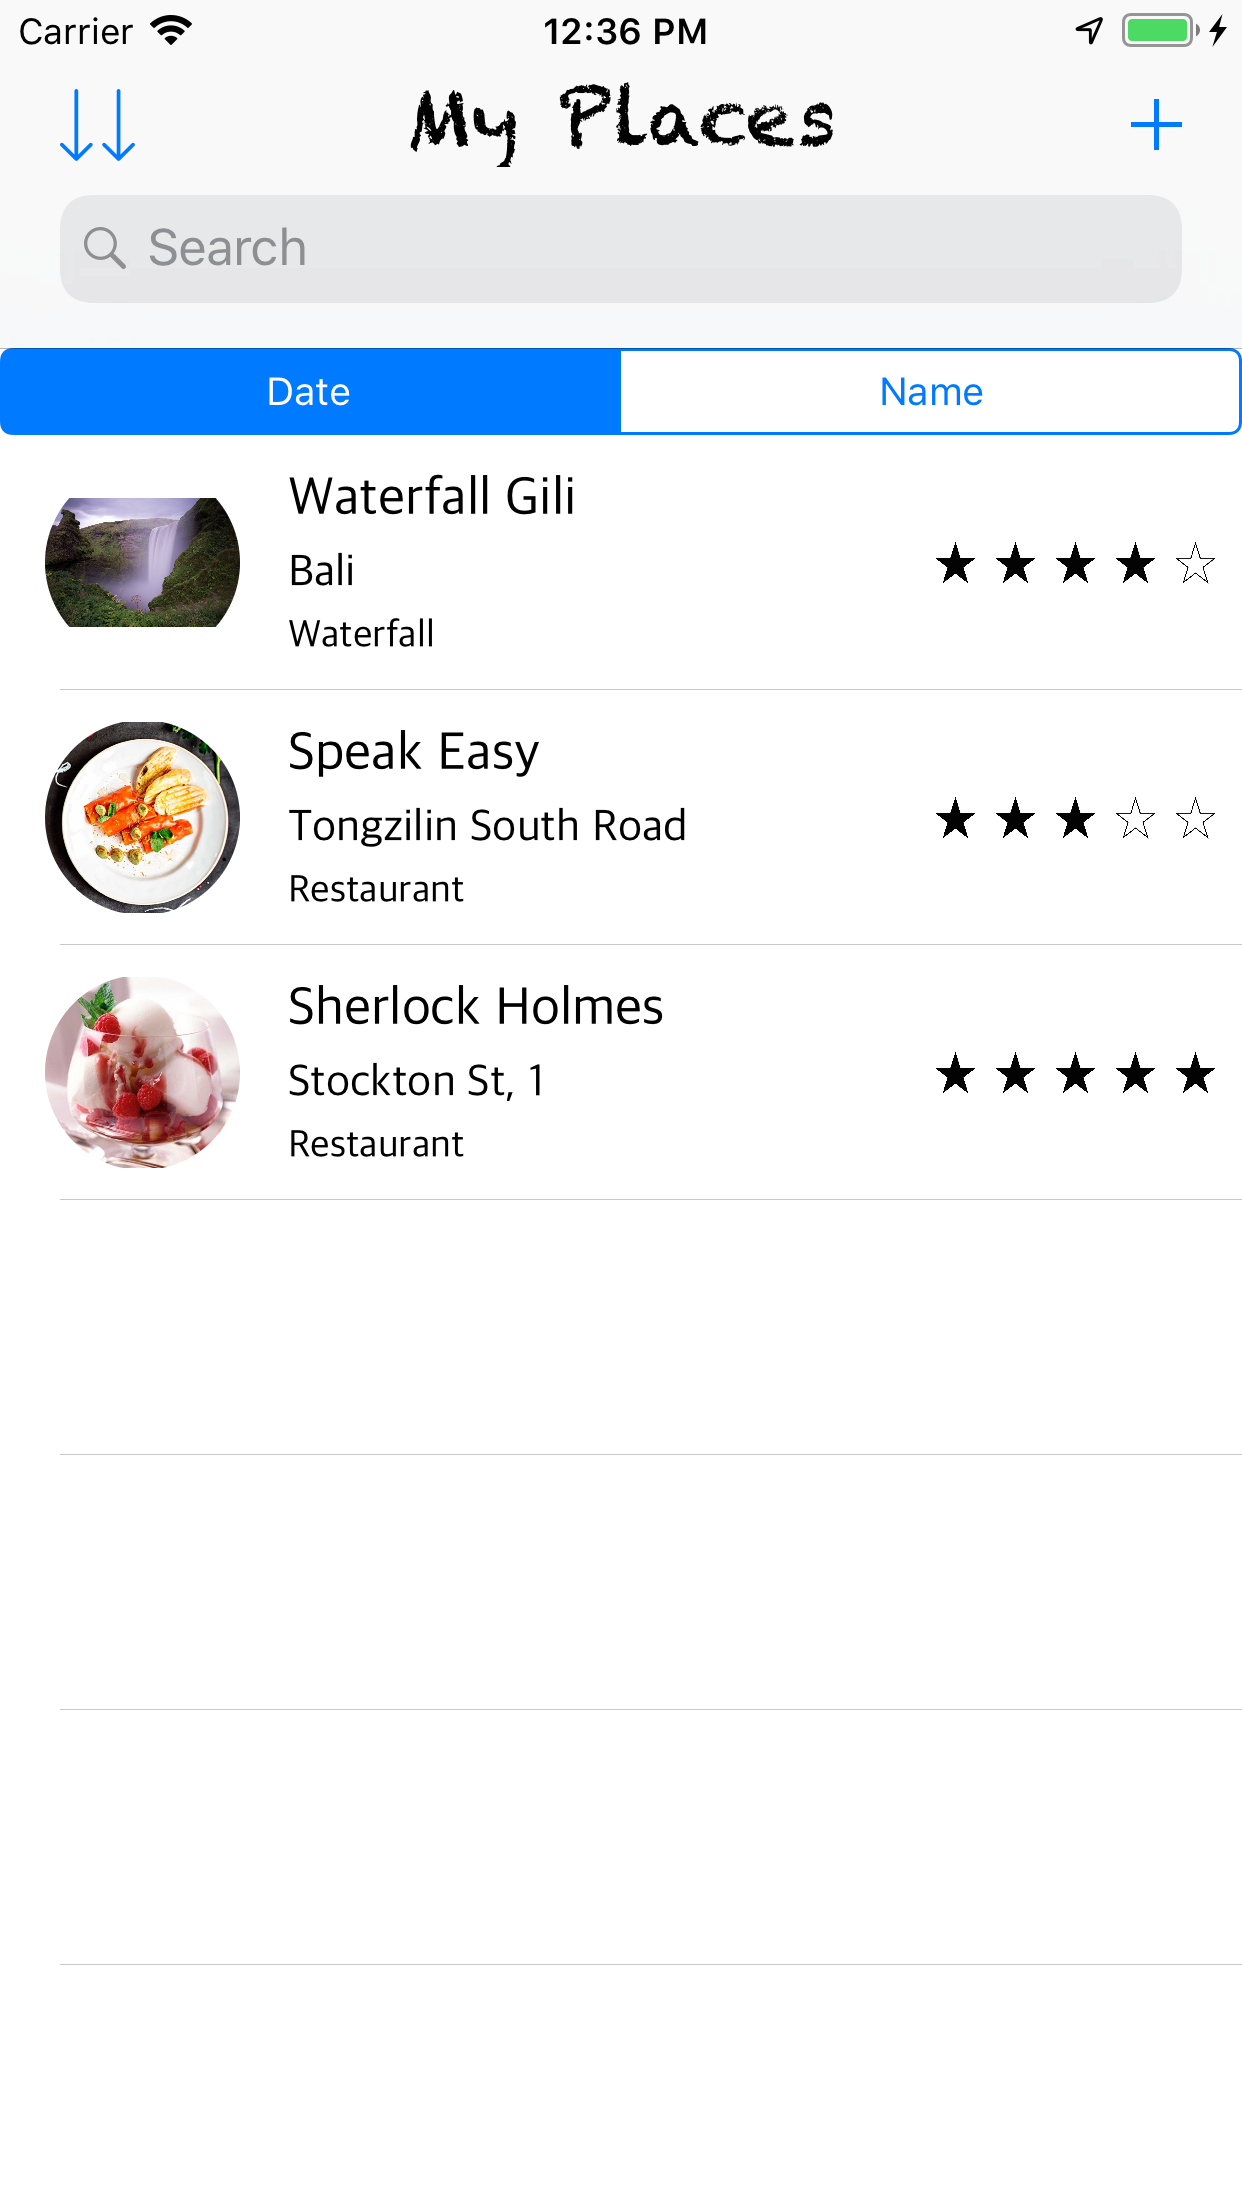 Carrier 12:36 PM
My Places
Search
Date Name
Waterfall Gili
Bali
Waterfall
Speak Easy
Tongzilin South Road
Restaurant
Sherlock Holmes
Stockton St, 1
Restaurant